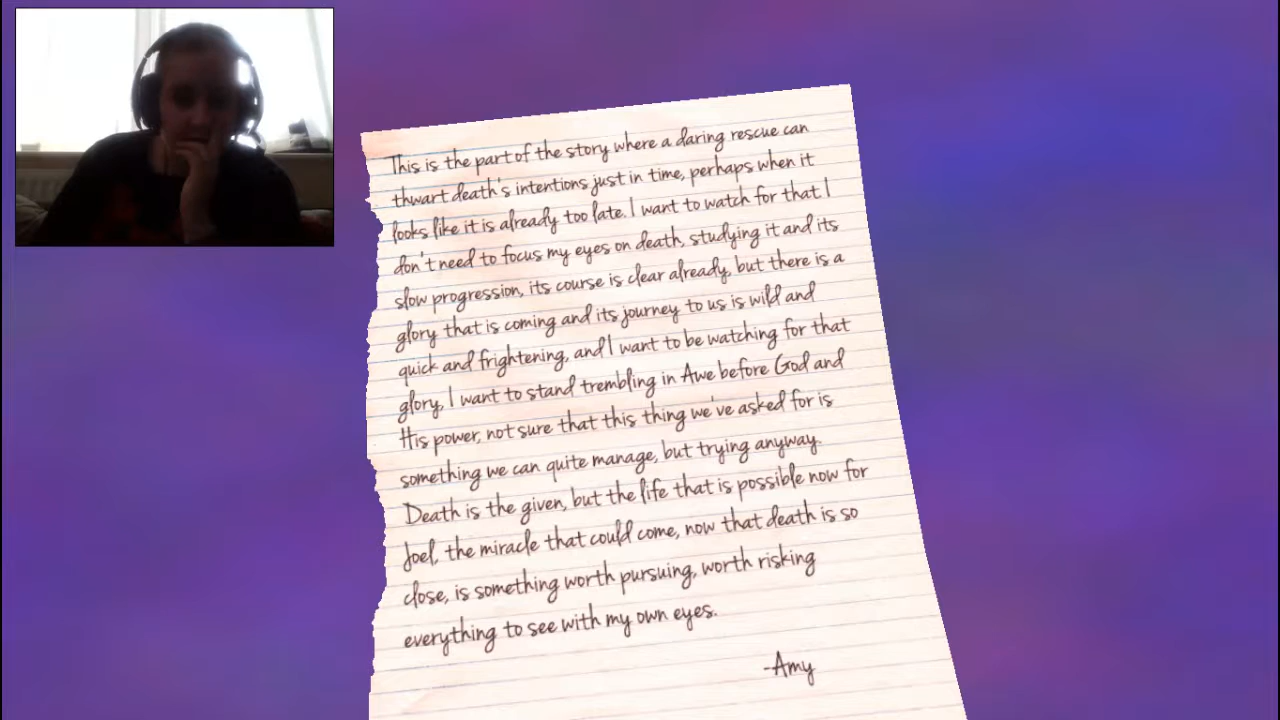 This is the part of the story where a daring rescue can
thwart death's intentions just in time, perhaps when it
looks like it is already too late. I want to watch for that I
don't need to focus my eyes on death, studying it and its
slow progression, its course is clear already, but there is a
glory that is coming and its journey to us is wild and
quick and frightening, and I want to be watching for that
glory. I want to stand trembling in Awe before God and
His power, not sure that this thing we've asked for is
something we can quite manage, but trying anyway.
Death is the given, but the life that is possible now for
Joel, the miracle that could come, now that death is so
close, is something worth pursuing, worth risking
everything to see with my own eyes.
-Amy